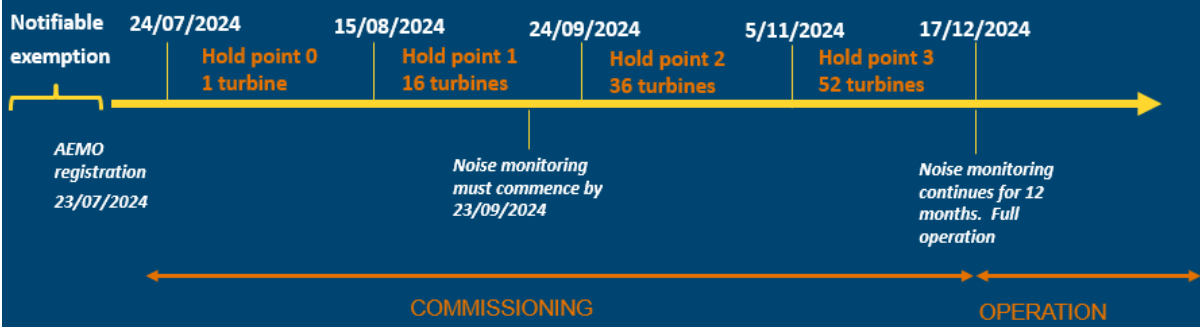 Notifiable
exemption
24/07/2024
15/08/2024
24/09/2024
5/11/2024
17/12/2024
Hold point 0
1 turbine
Hold point 1
16 turbines
Hold point 2
36 turbines
Hold point 3
52 turbines
AEMO
registration
23/07/2024
Noise monitoring
must commence by
23/09/2024
Noise monitoring
continues for 12
months.  Full
operation
COMMISSIONING
OPERATION